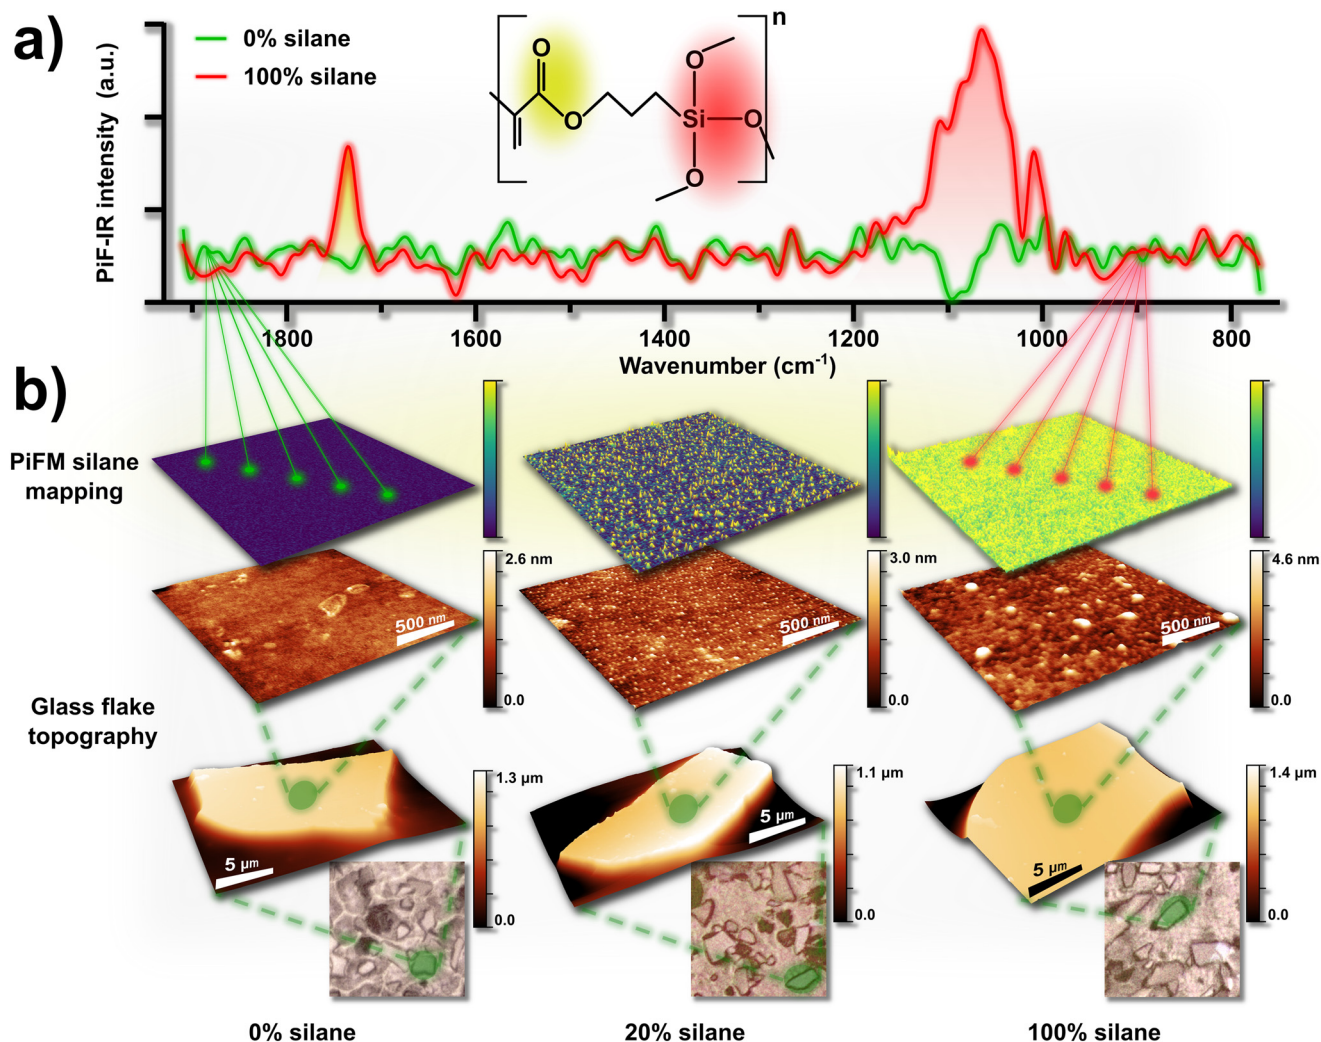 a)
0% silane
100% silane
PiF-IR intensity (a.u.)
n
O
O
O
Si
O
O
1800
1600
1400
1200
1000
800
Wavenumber (cm⁻¹)
b)
PiFM silane
mapping
2.6 nm
500 nm
0.0
3.0 nm
500 nm
0.0
4.6 nm
500 nm
0.0
Glass flake
topography
1.3 µm
5 µm
0.0
1.1 µm
5 µm
0.0
1.4 µm
5 µm
0.0
0% silane
20% silane
100% silane